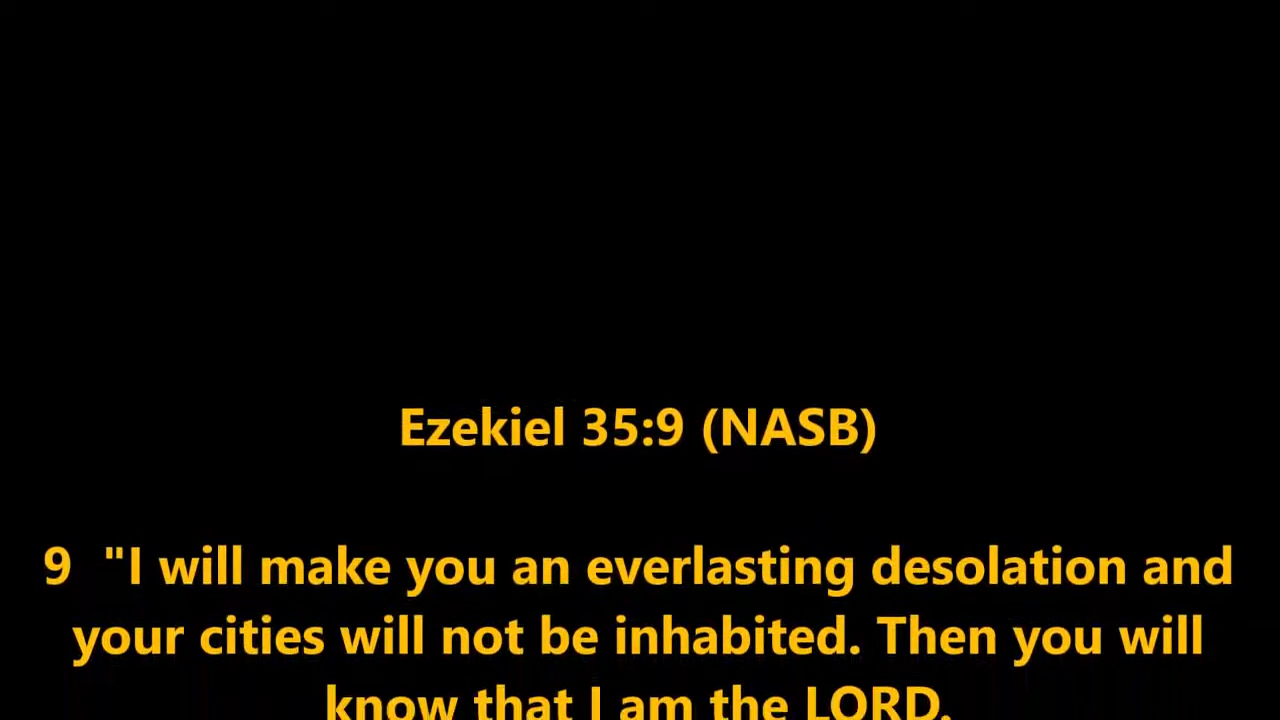 Ezekiel 35:9 (NASB)
9  "I will make you an everlasting desolation and
your cities will not be inhabited. Then you will
know that I am the LORD.